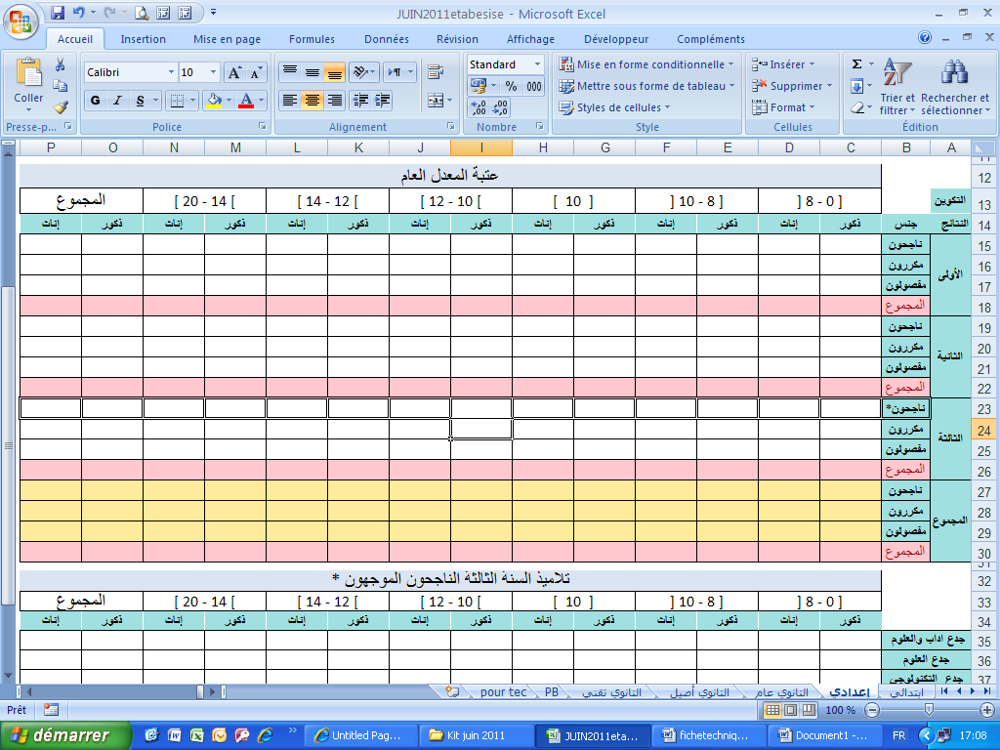 JUIN2011etabesise - Microsoft Excel
Accueil Insertion Mise en page Formules Données Révision Affichage Développeur Compléments
Coller
Calibri 10
G I S
Standard
% 000
Mise en forme conditionnelle
Mettre sous forme de tableau
Styles de cellules
Insérer
Supprimer
Format
Σ
Trier et filtrer
Rechercher et sélectionner
Presse-p... Police Alignement Nombre Style Cellules Édition
P O N M L K J I H G F E D C B A
12 عتبة المعدل العام
13 التكوين [ 0 - 8 [ [ 8 - 10 [ [ 10 ] ] 10 - 12 ] ] 12 - 14 ] ] 14 - 20 ] المجموع
14 النتائج جنس ذكور إناث ذكور إناث ذكور إناث ذكور إناث ذكور إناث ذكور إناث ذكور إناث
15 الأولى ناجحون
16 مكررون
17 مفصولون
18 المجموع
19 الثانية ناجحون
20 مكررون
21 مفصولون
22 المجموع
23 الثالثة ناجحون*
24 مكررون
25 مفصولون
26 المجموع
27 المجموع ناجحون
28 مكررون
29 مفصولون
30 المجموع
32 تلاميذ السنة الثالثة الناجحون الموجهون *
33 [ 0 - 8 [ [ 8 - 10 [ [ 10 ] ] 10 - 12 ] ] 12 - 14 ] ] 14 - 20 ] المجموع
34 ذكور إناث ذكور إناث ذكور إناث ذكور إناث ذكور إناث ذكور إناث ذكور إناث
35 جدع اداب والعلوم
36 جدع العلوم
37 جدع التكنولوجي
ابتدائي إعدادي الثانوي عام الثانوي أصيل الثانوي تقني PB pour tec
Prêt 100 %
démarrer Untitled Pag... Kit juin 2011 JUIN2011eta... fichetechniq... Document1 -... FR 17:08